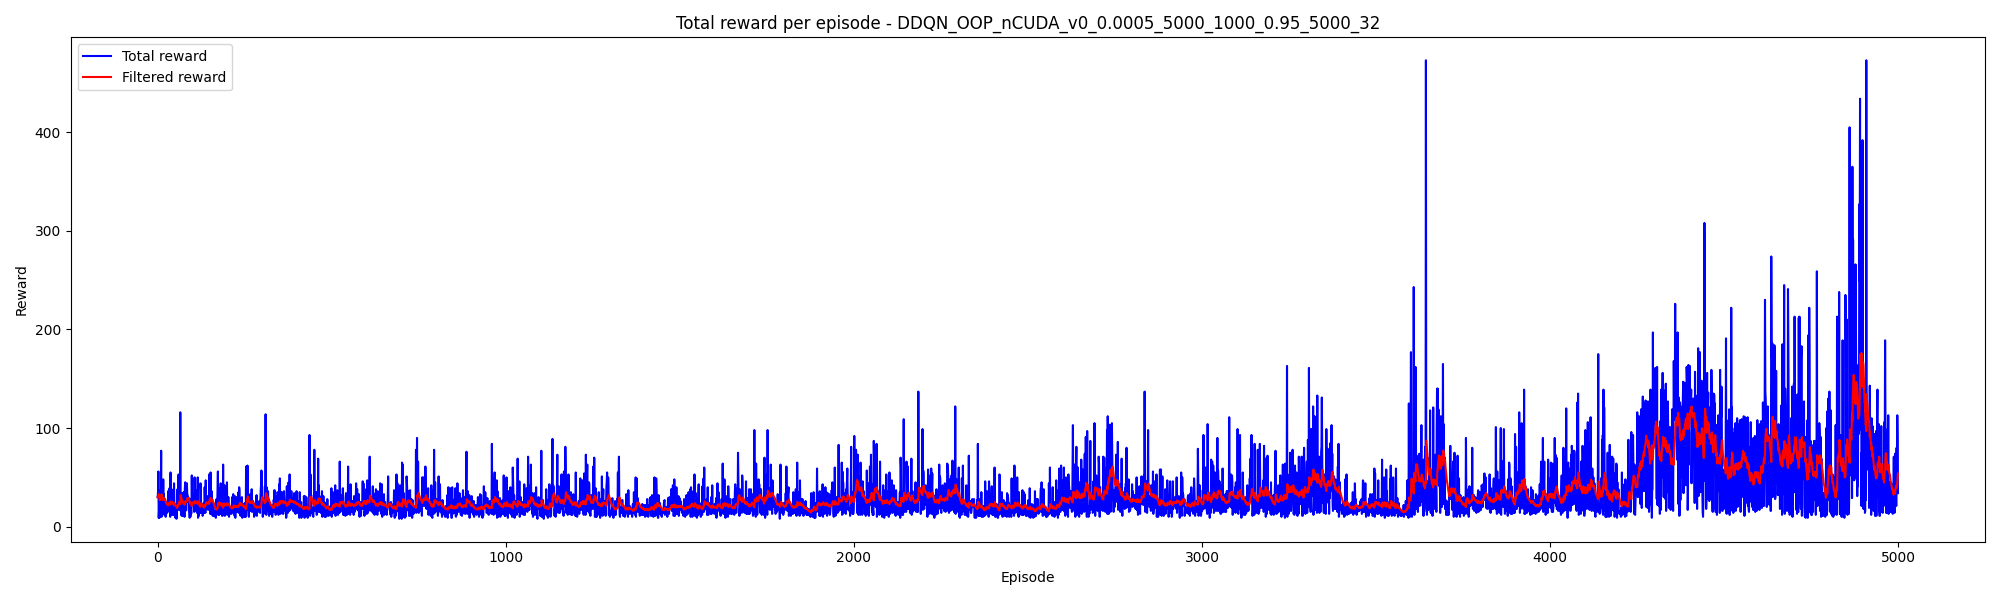 Total reward per episode - DDQN_OOP_nCUDA_v0_0.0005_5000_1000_0.95_5000_32
Total reward
Filtered reward
Reward
400
300
200
100
0
0 1000 2000 3000 4000 5000
Episode